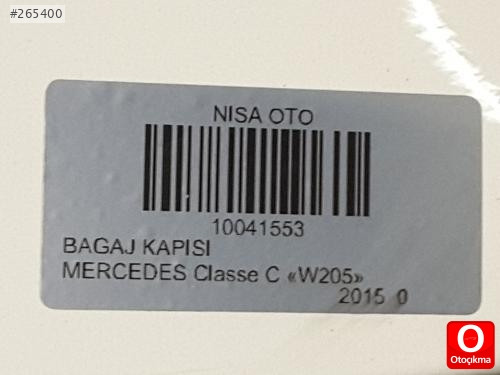 #265400
NISA OTO
10041553
BAGAJ KAPISI
MERCEDES Classe C «W205»
2015 0
O
Otoçıkma